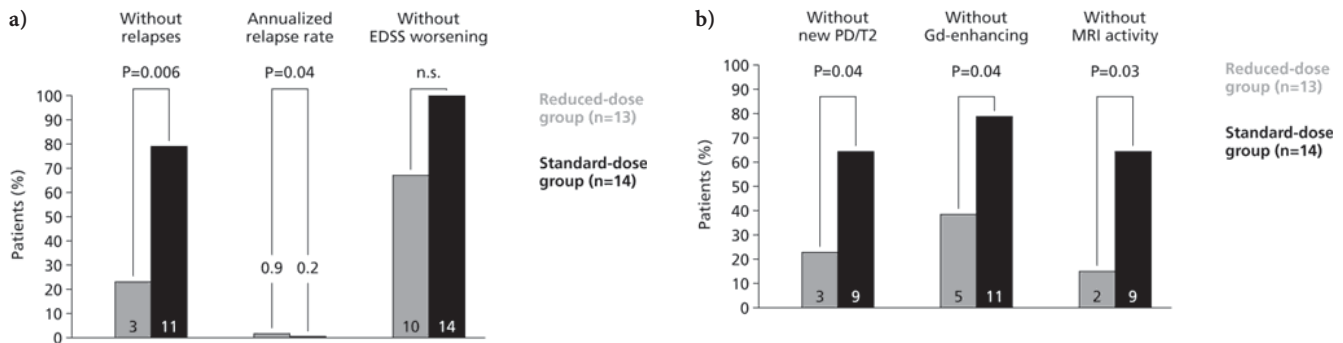 a)
Without
relapses
Annualized
relapse rate
Without
EDSS worsening
P=0.006
P=0.04
n.s.
100
90
80
70
60
50
40
30
20
10
0
Patients (%)
3
11
0.9
0.2
10
14
Reduced-dose
group (n=13)
Standard-dose
group (n=14)
b)
Without
new PD/T2
Without
Gd-enhancing
Without
MRI activity
P=0.04
P=0.04
P=0.03
100
90
80
70
60
50
40
30
20
10
0
Patients (%)
3
9
5
11
2
9
Reduced-dose
group (n=13)
Standard-dose
group (n=14)